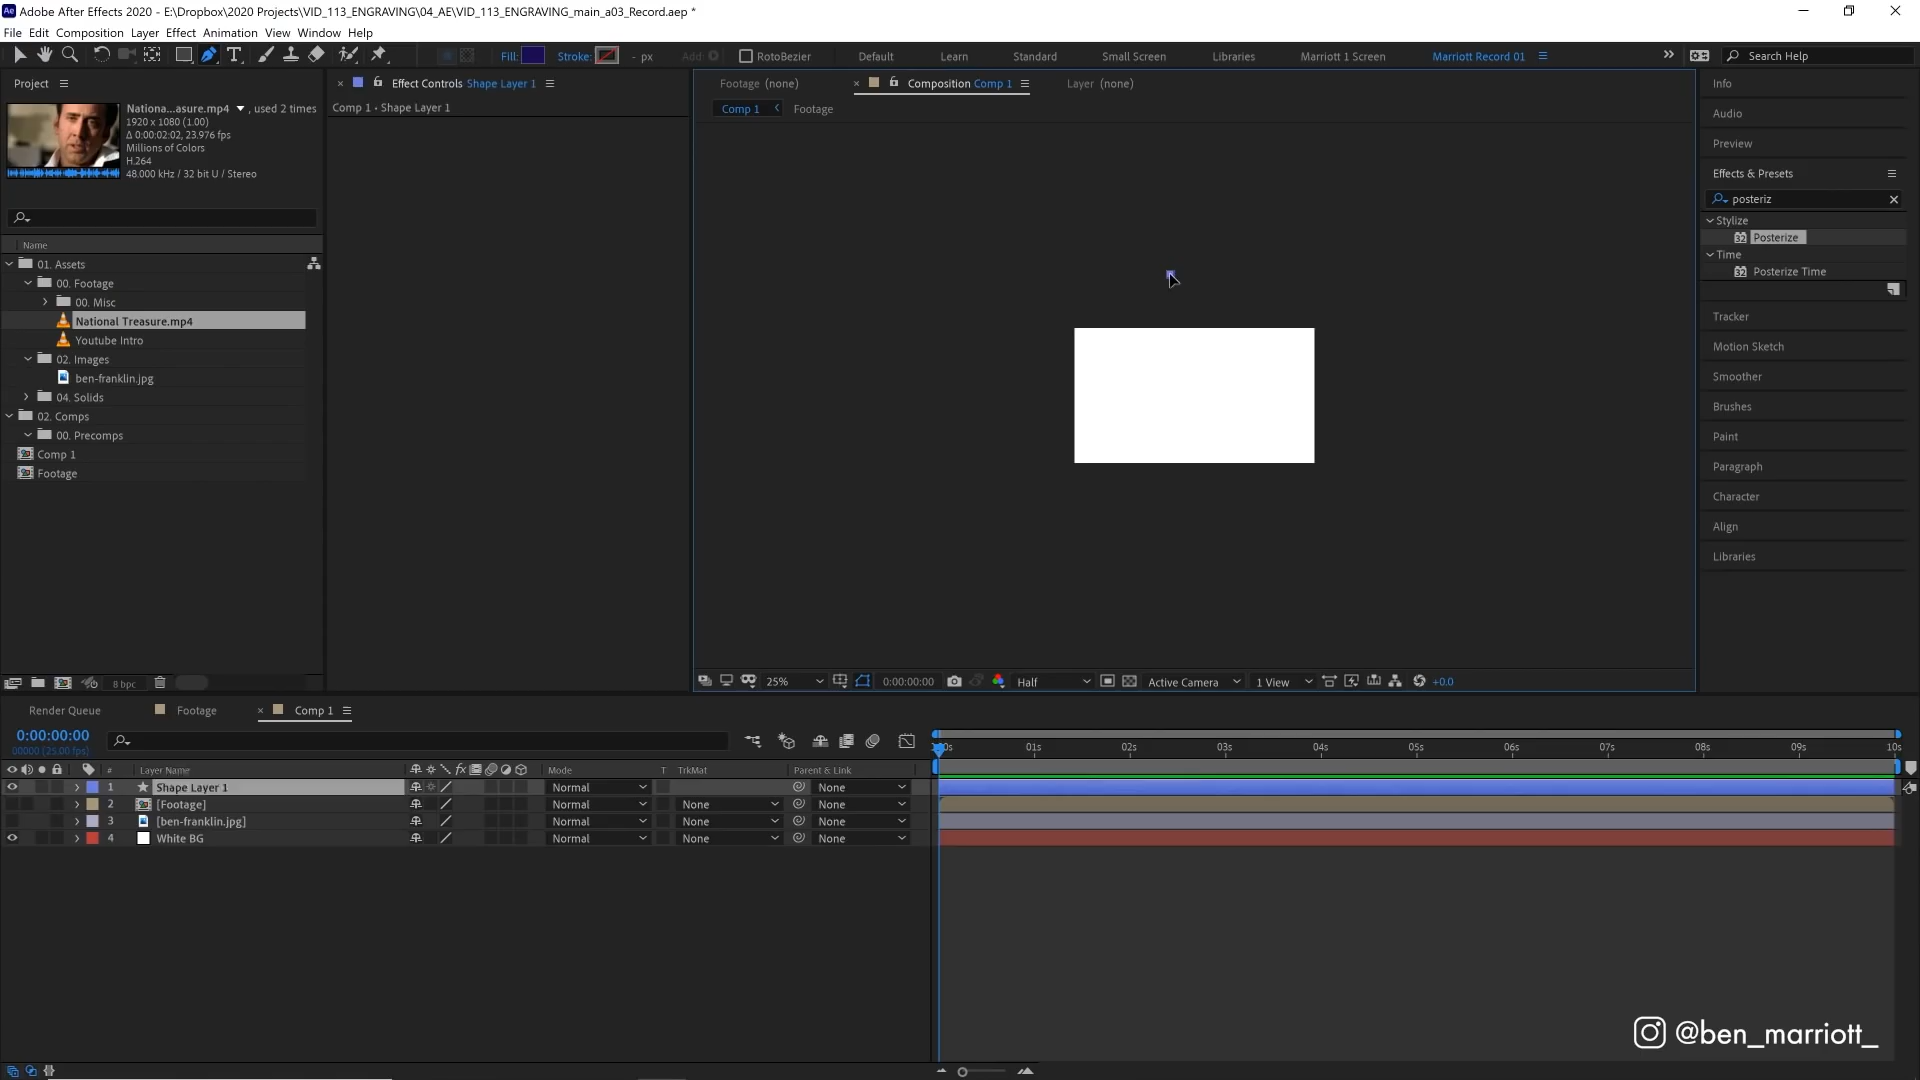 Adobe After Effects 2020 - E:\Dropbox\2020 Projects\VID_113_ENGRAVING\04_AE\VID_113_ENGRAVING_main_a03_Record.aep *
File Edit Composition Layer Effect Animation View Window Help
Fill: Stroke: - px Add: RotoBezier Default Learn Standard Small Screen Libraries Marriott 1 Screen Marriott Record 01 Search Help
Project Effect Controls Shape Layer 1 Footage (none) Composition Comp 1 Layer (none) Info
Nationa...asure.mp4 , used 2 times Comp 1 • Shape Layer 1 Comp 1 Footage
1920 x 1080 (1.00)
Δ 0:00:02:02, 23.976 fps
Millions of Colors
H.264
48.000 kHz / 32 bit U / Stereo
Audio
Preview
Effects & Presets
posteriz
Stylize
32 Posterize
Time
32 Posterize Time
Tracker
Motion Sketch
Smoother
Brushes
Paint
Paragraph
Character
Align
Libraries
Name
01. Assets
00. Footage
00. Misc
National Treasure.mp4
Youtube Intro
02. Images
ben-franklin.jpg
04. Solids
02. Comps
00. Precomps
Comp 1
Footage
8 bpc 25% 0:00:00:00 Half Active Camera 1 View +0.0
Render Queue Footage Comp 1
0:00:00:00
00000 (25.00 fps)
01s 02s 03s 04s 05s 06s 07s 08s 09s 10s
# Layer Name fx Mode T TrkMat Parent & Link
1 Shape Layer 1 Normal None
2 [Footage] Normal None None
3 [ben-franklin.jpg] Normal None None
4 White BG Normal None None
@ben_marriott_